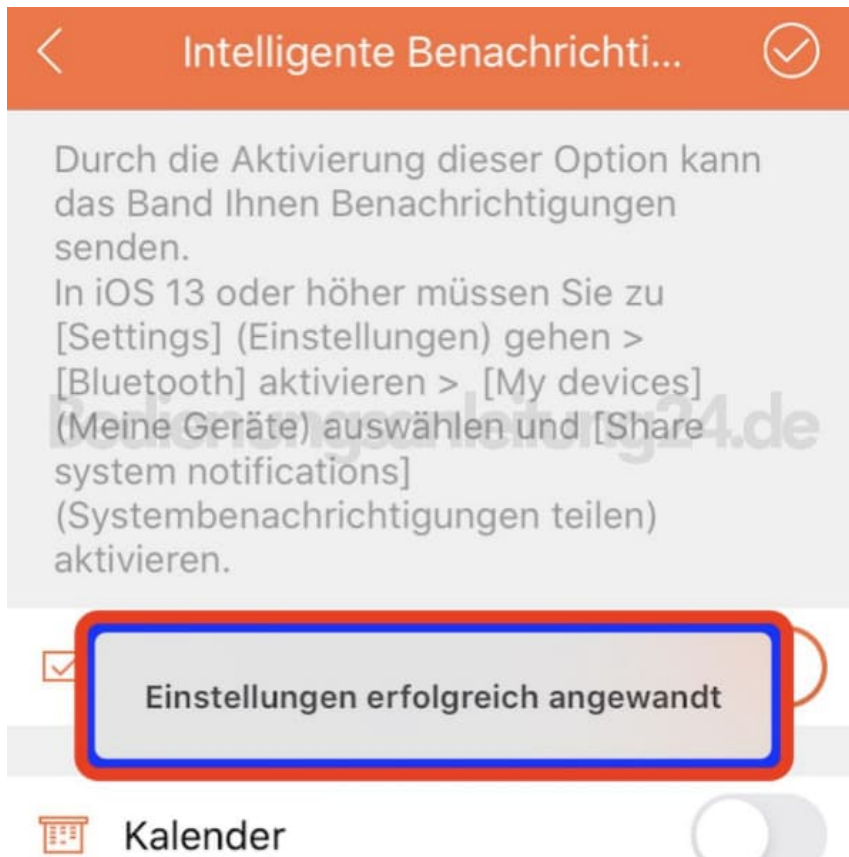 Intelligente Benachrichti...
Durch die Aktivierung dieser Option kann
das Band Ihnen Benachrichtigungen
senden.
In iOS 13 oder höher müssen Sie zu
[Settings] (Einstellungen) gehen >
[Bluetooth] aktivieren > [My devices]
(Meine Geräte) auswählen und [Share
Bedienungsanleitung24.de
system notifications]
(Systembenachrichtigungen teilen)
aktivieren.
Einstellungen erfolgreich angewandt
Kalender